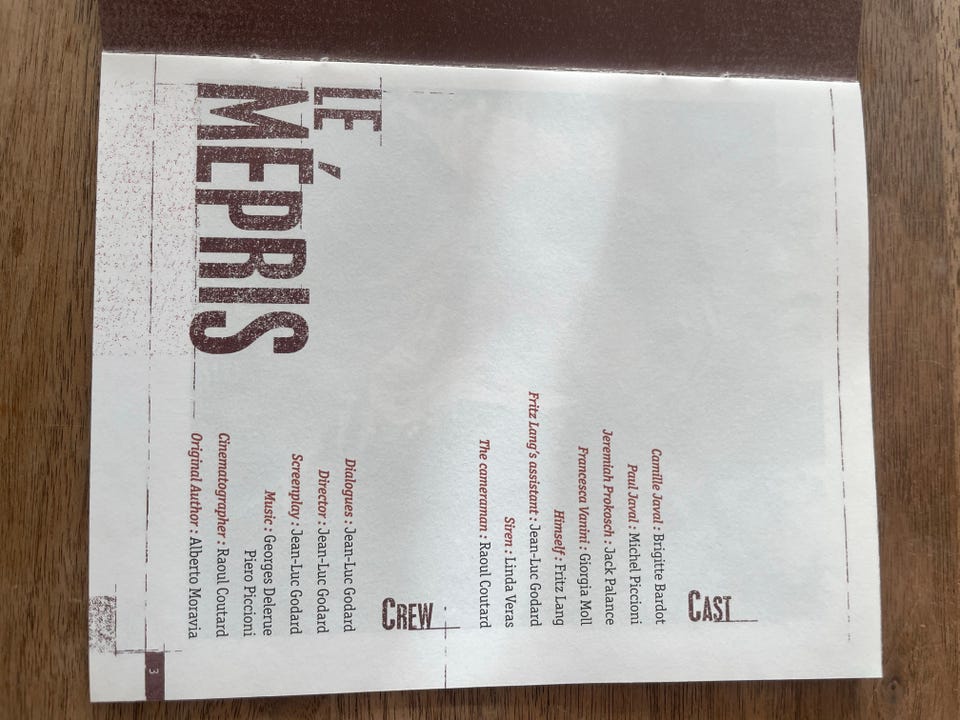 CAST
Camille Javal : Brigitte Bardot
Paul Javal : Michel Piccioni
Jeremiah Prokosch : Jack Palance
Francesca Vanini : Giorgia Moll
Himself : Fritz Lang
Fritz Lang's assistant : Jean-Luc Godard
Siren : Linda Veras
The cameraman : Raoul Coutard
CREW
Dialogues : Jean-Luc Godard
Director : Jean-Luc Godard
Screenplay : Jean-Luc Godard
Music : Georges Delerue
Piero Piccioni
Cinematographer : Raoul Coutard
Original Author : Alberto Moravia
LE
MÉPRIS
3